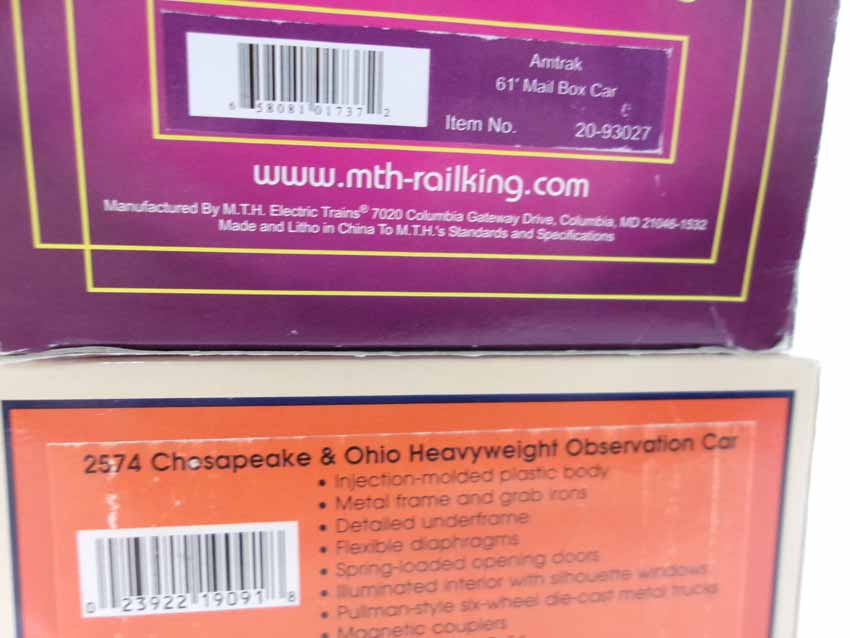 Amtrak
61' Mail Box Car
6 58081 01737 2
Item No. 20-93027
www.mth-railking.com
Manufactured By M.T.H. Electric Trains® 7020 Columbia Gateway Drive, Columbia, MD 21046-1532
Made and Litho in China To M.T.H.'s Standards and Specifications
2574 Chesapeake & Ohio Heavyweight Observation Car
• Injection-molded plastic body
• Metal frame and grab irons
• Detailed underframe
• Flexible diaphragms
• Spring-loaded opening doors
• Illuminated interior with silhouette windows
• Pullman-style six-wheel die-cast metal trucks
• Magnetic couplers
0 23922 19091 8